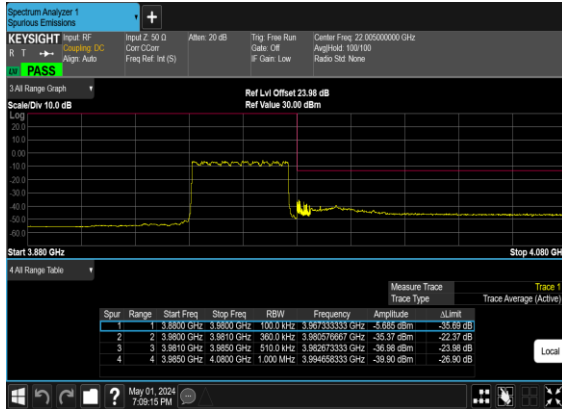 Spectrum Analyzer 1
Spurious Emissions
+
KEYSIGHT Input: RF Input Z: 50 Ω Atten: 20 dB Trig: Free Run Center Freq: 22.005000000 GHz
R T Coupling: DC Corr CCorr Gate: Off Avg|Hold: 100/100
Align: Auto Freq Ref: Int (S) IF Gain: Low Radio Std: None
PASS
3 All Range Graph
Ref Lvl Offset 23.98 dB
Scale/Div 10.0 dB Ref Value 30.00 dBm
Log
20.0
10.0
0.00
-10.0
-20.0
-30.0
-40.0
-50.0
-60.0
Start 3.880 GHz Stop 4.080 GH
4 All Range Table
Measure Trace Trace 1
Trace Type Trace Average (Active)
Spur Range Start Freq Stop Freq RBW Frequency Amplitude ΔLimit
1 1 3.8800 GHz 3.9800 GHz 100.0 kHz 3.967333333 GHz -5.685 dBm -35.69 dB
2 2 3.9800 GHz 3.9810 GHz 360.0 kHz 3.980576667 GHz -35.37 dBm -22.37 dB
3 3 3.9810 GHz 3.9850 GHz 510.0 kHz 3.982673333 GHz -36.98 dBm -23.98 dB
4 4 3.9850 GHz 4.0800 GHz 1.000 MHz 3.994658333 GHz -39.90 dBm -26.90 dB
Local
?
May 01, 2024
7:09:15 PM